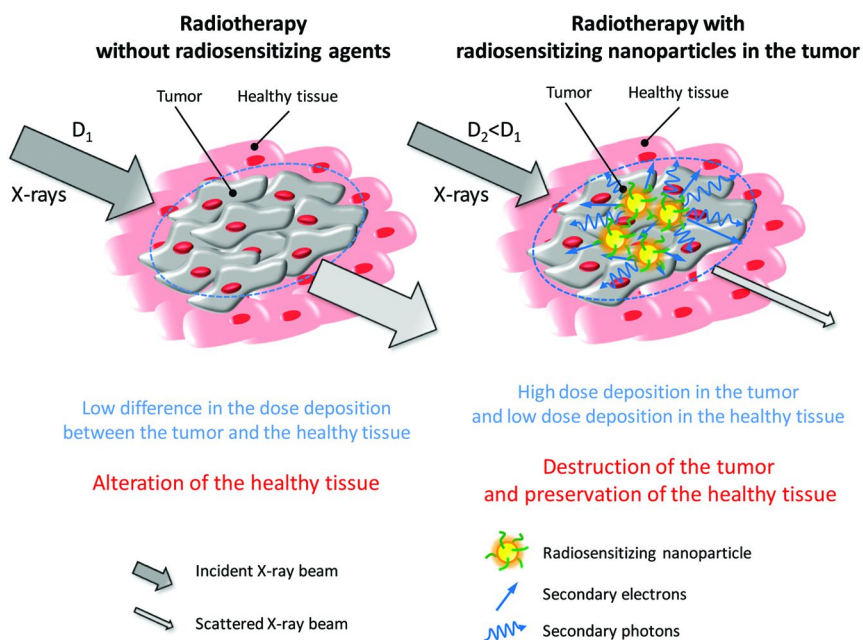 Radiotherapy
without radiosensitizing agents
Radiotherapy with
radiosensitizing nanoparticles in the tumor
Tumor
Healthy tissue
D1
X-rays
Tumor
Healthy tissue
D2<D1
X-rays
Low difference in the dose deposition
between the tumor and the healthy tissue
Alteration of the healthy tissue
High dose deposition in the tumor
and low dose deposition in the healthy tissue
Destruction of the tumor
and preservation of the healthy tissue
Incident X-ray beam
Scattered X-ray beam
Radiosensitizing nanoparticle
Secondary electrons
Secondary photons